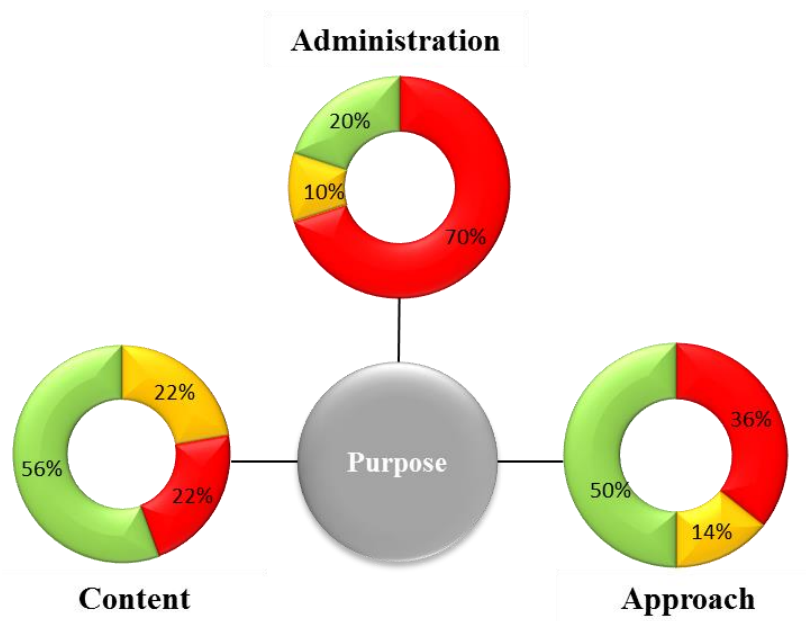 Administration
20%
10%
70%
22%
56%
22%
Purpose
36%
50%
14%
Content
Approach